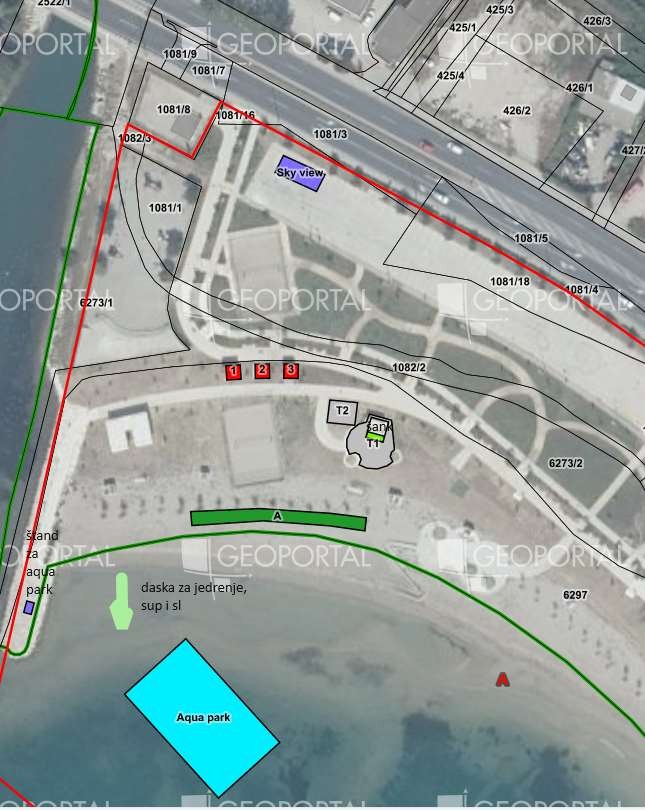 2522/1
425/3
426/3
425/1
1081/9
GEOPORTAL
GEOPORTAL
GEOPORTAL
1081/7
425/4
426/1
1081/8
426/2
1081/16
1082/3
1081/3
Sky view
1081/1
1081/5
1081/18
1081/4
6273/1
GEOPORTAL
GEOPORTAL
1082/2
1
2
3
T2
šank
T1
6273/2
A
štand
za
aqua
park
GEOPORTAL
GEOPORTAL
daska za jedrenje,
sup i sl
6297
A
Aqua park